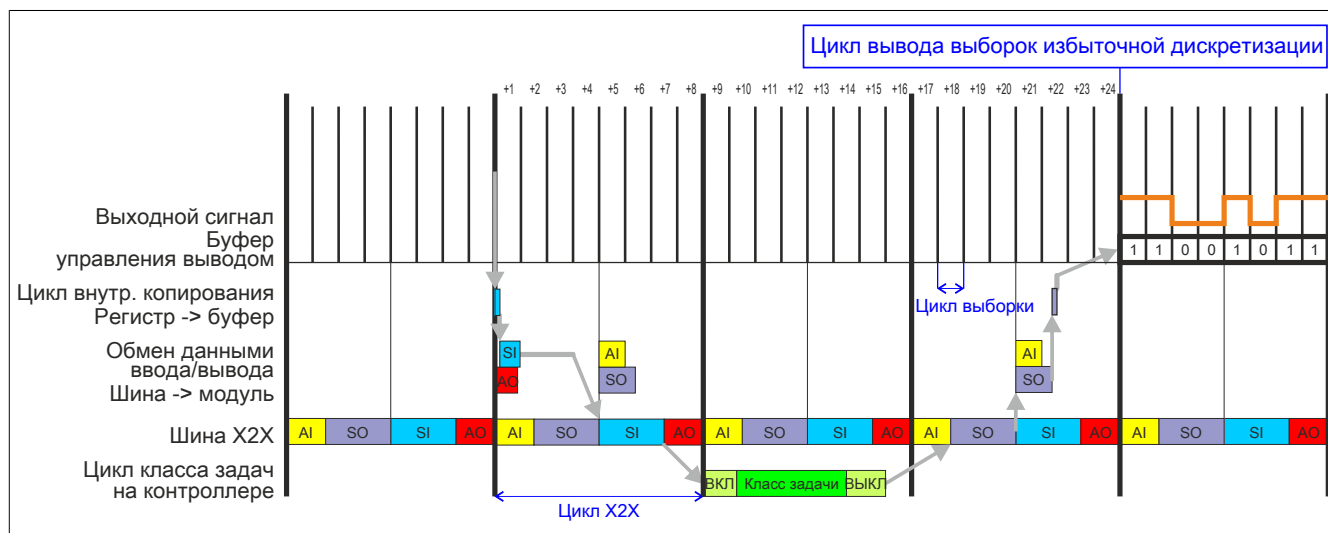 Цикл вывода выборок избыточной дискретизации
+1 +2 +3 +4 +5 +6 +7 +8 +9 +10 +11 +12 +13 +14 +15 +16 +17 +18 +19 +20 +21 +22 +23 +24
Выходной сигнал
Буфер
управления выводом
1 1 0 0 1 0 1 1
Цикл внутр. копирования
Регистр -> буфер
Цикл выборки
Обмен данными
ввода/вывода
Шина -> модуль
SI AI AI
AO SO SO
Шина X2X
AI SO SI AO AI SO SI AO AI SO SI AO AI SO SI AO AI SO SI AO
Цикл класса задач
на контроллере
ВКЛ Класс задачи ВЫКЛ
Цикл X2X